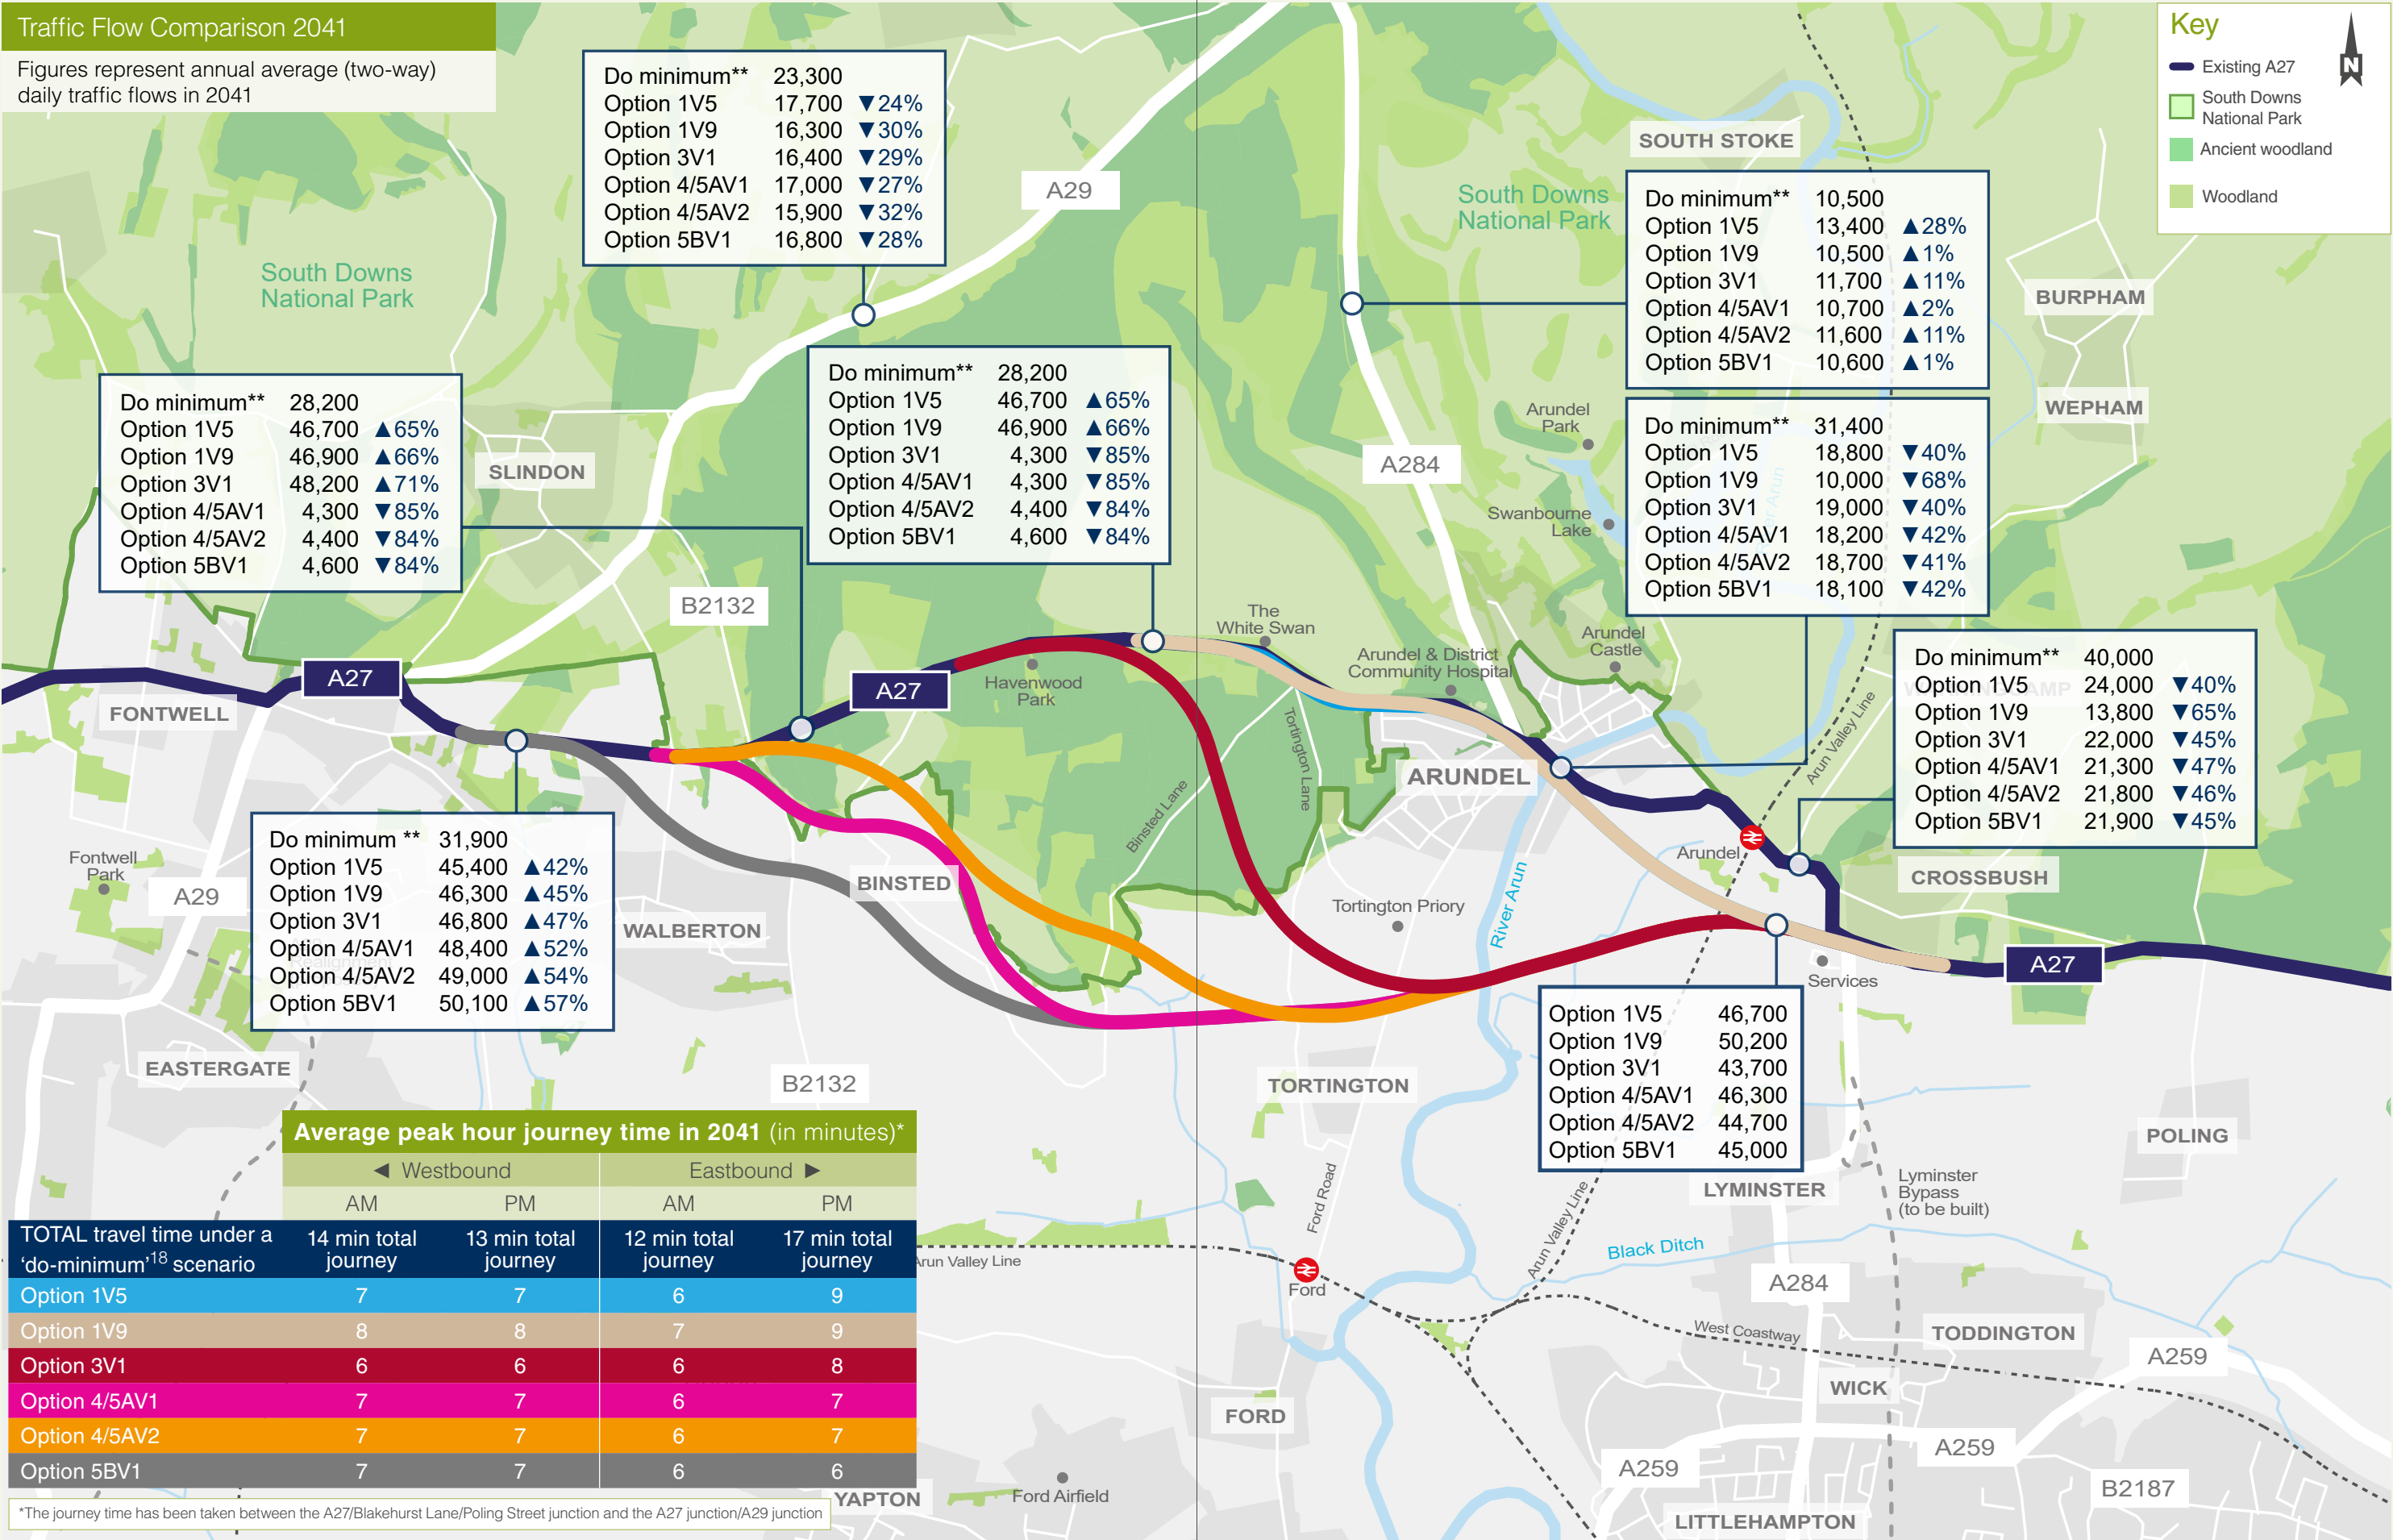 Traffic Flow Comparison 2041
Figures represent annual average (two-way)
daily traffic flows in 2041
Key
N
Existing A27
South Downs
National Park
Ancient woodland
Woodland
Do minimum** 23,300
Option 1V5 17,700 ▼24%
Option 1V9 16,300 ▼30%
Option 3V1 16,400 ▼29%
Option 4/5AV1 17,000 ▼27%
Option 4/5AV2 15,900 ▼32%
Option 5BV1 16,800 ▼28%
A29
SOUTH STOKE
South Downs
National Park
Do minimum** 10,500
Option 1V5 13,400 ▲28%
Option 1V9 10,500 ▲1%
Option 3V1 11,700 ▲11%
Option 4/5AV1 10,700 ▲2%
Option 4/5AV2 11,600 ▲11%
Option 5BV1 10,600 ▲1%
South Downs
National Park
BURPHAM
WEPHAM
Do minimum** 28,200
Option 1V5 46,700 ▲65%
Option 1V9 46,900 ▲66%
Option 3V1 48,200 ▲71%
Option 4/5AV1 4,300 ▼85%
Option 4/5AV2 4,400 ▼84%
Option 5BV1 4,600 ▼84%
SLINDON
Do minimum** 28,200
Option 1V5 46,700 ▲65%
Option 1V9 46,900 ▲66%
Option 3V1 4,300 ▼85%
Option 4/5AV1 4,300 ▼85%
Option 4/5AV2 4,400 ▼84%
Option 5BV1 4,600 ▼84%
Arundel
Park
A284
Swanbourne
Lake
Do minimum** 31,400
Option 1V5 18,800 ▼40%
Option 1V9 10,000 ▼68%
Option 3V1 19,000 ▼40%
Option 4/5AV1 18,200 ▼42%
Option 4/5AV2 18,700 ▼41%
Option 5BV1 18,100 ▼42%
B2132
The
White Swan
Arundel & District
Community Hospital
Arundel
Castle
A27
FONTWELL
A27
Havenwood
Park
Tortington Lane
Binsted Lane
ARUNDEL
Arun Valley Line
Do minimum** 40,000
Option 1V5 24,000 ▼40%
Option 1V9 13,800 ▼65%
Option 3V1 22,000 ▼45%
Option 4/5AV1 21,300 ▼47%
Option 4/5AV2 21,800 ▼46%
Option 5BV1 21,900 ▼45%
Arundel
CROSSBUSH
Fontwell
Park
A29
Do minimum ** 31,900
Option 1V5 45,400 ▲42%
Option 1V9 46,300 ▲45%
Option 3V1 46,800 ▲47%
Option 4/5AV1 48,400 ▲52%
Option 4/5AV2 49,000 ▲54%
Option 5BV1 50,100 ▲57%
BINSTED
WALBERTON
Tortington Priory
River Arun
A27
Services
Option 1V5 46,700
Option 1V9 50,200
Option 3V1 43,700
Option 4/5AV1 46,300
Option 4/5AV2 44,700
Option 5BV1 45,000
EASTERGATE
B2132
TORTINGTON
POLING
LYMINSTER
Lyminster
Bypass
(to be built)
Average peak hour journey time in 2041 (in minutes)*
◄ Westbound Eastbound ►
AM PM AM PM
TOTAL travel time under a
'do-minimum'18 scenario
14 min total
journey
13 min total
journey
12 min total
journey
17 min total
journey
Option 1V5 7 7 6 9
Option 1V9 8 8 7 9
Option 3V1 6 6 6 8
Option 4/5AV1 7 7 6 7
Option 4/5AV2 7 7 6 7
Option 5BV1 7 7 6 6
*The journey time has been taken between the A27/Blakehurst Lane/Poling Street junction and the A27 junction/A29 junction
Arun Valley Line
Ford Road
Ford
Arun Valley Line
Black Ditch
A284
West Coastway
TODDINGTON
A259
WICK
FORD
A259
A259
B2187
YAPTON
Ford Airfield
LITTLEHAMPTON